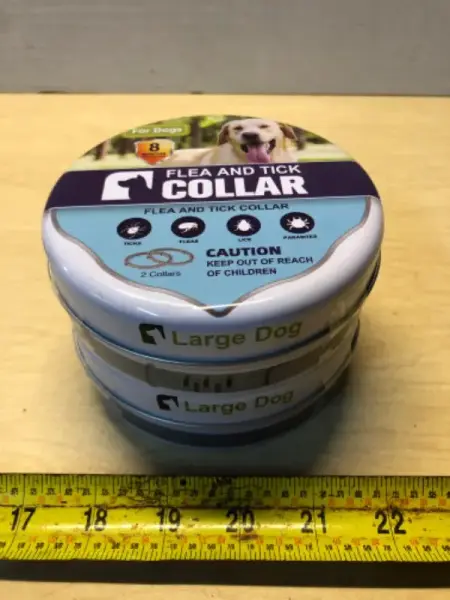 For Dogs
8
FLEA AND TICK
COLLAR
FLEA AND TICK COLLAR
TICKS FLEAS LICE PARASITES
2 Collars
CAUTION
KEEP OUT OF REACH
OF CHILDREN
Large Dog
Large Dog
17 18 19 20 21 22